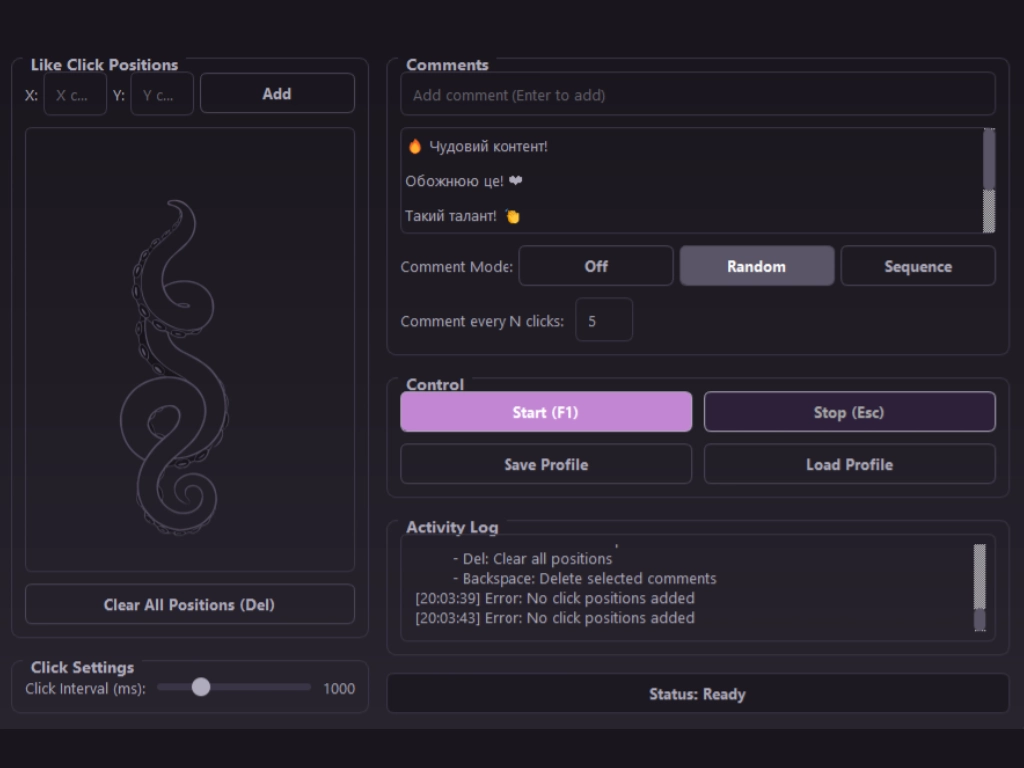 Like Click Positions
X: X c... Y: Y c... Add
Clear All Positions (Del)
Click Settings
Click Interval (ms): 1000
Comments
Add comment (Enter to add)
🔥 Чудовий контент!
Обожнюю це! ❤
Такий талант! 👏
Comment Mode: Off Random Sequence
Comment every N clicks: 5
Control
Start (F1) Stop (Esc)
Save Profile Load Profile
Activity Log
- Del: Clear all positions
- Backspace: Delete selected comments
[20:03:39] Error: No click positions added
[20:03:43] Error: No click positions added
Status: Ready